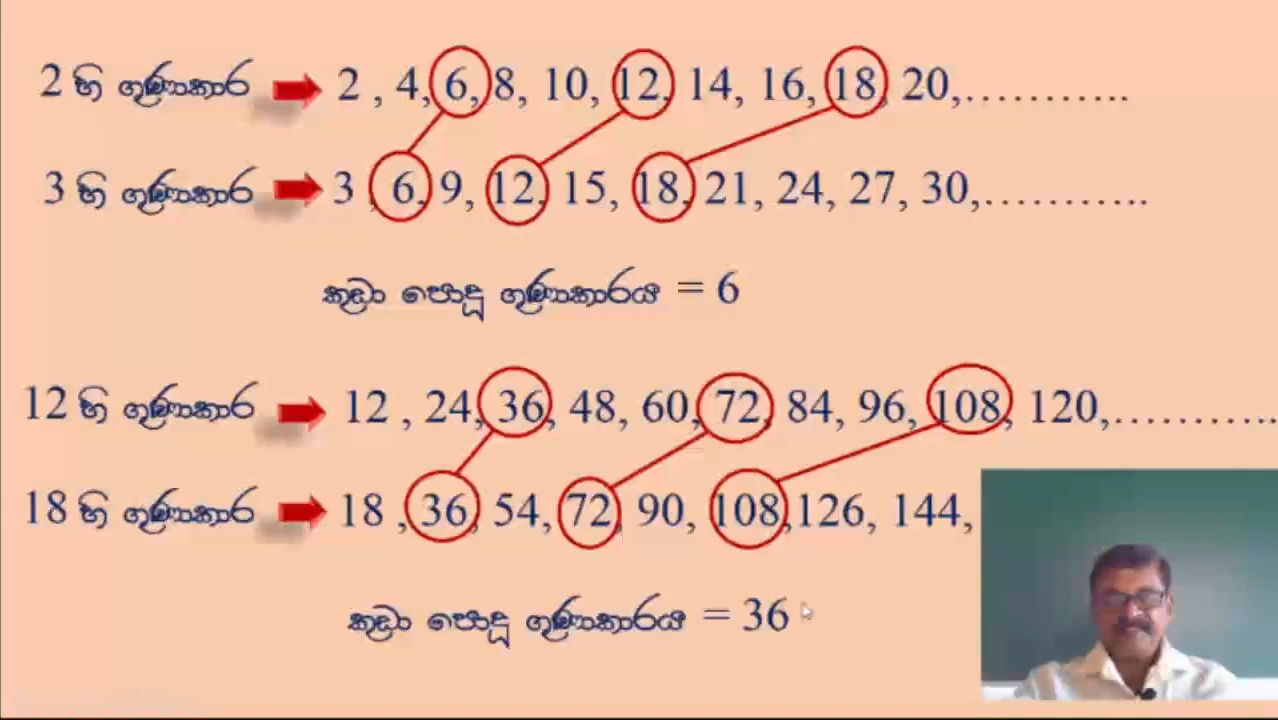 2 හි ගුණාකාර 2 , 4, 6, 8, 10, 12, 14, 16, 18, 20,………..
3 හි ගුණාකාර 3 , 6, 9, 12, 15, 18, 21, 24, 27, 30,………..
කුඩා පොදු ගුණාකාරය = 6
12 හි ගුණාකාර 12 , 24, 36, 48, 60, 72, 84, 96, 108, 120,………..
18 හි ගුණාකාර 18 , 36, 54, 72, 90, 108,126, 144,
කුඩා පොදු ගුණාකාරය = 36